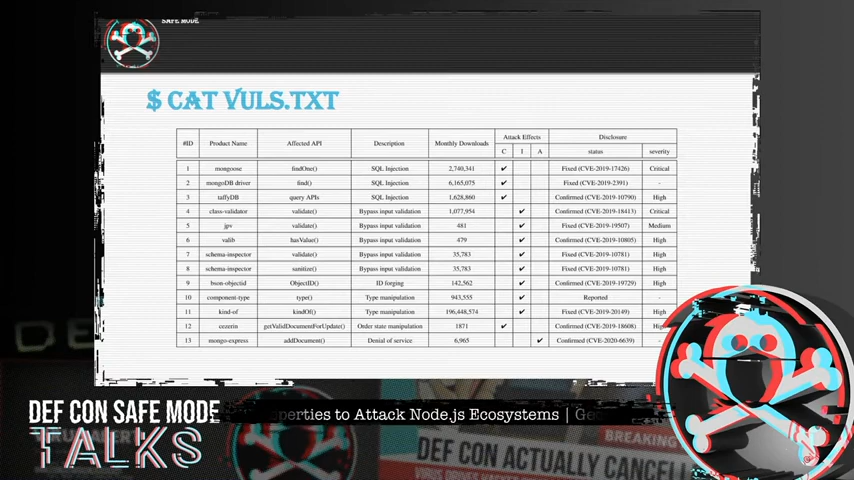 SAFE MODE
$ CAT VULS.TXT
#ID Product Name Affected API Description Monthly Downloads Attack Effects Disclosure
C I A status severity
1 mongoose findOne() SQL Injection 2,740,341 ✔ Fixed (CVE-2019-17426) Critical
2 mongoDB driver find() SQL Injection 6,165,075 ✔ Fixed (CVE-2019-2391) -
3 taffyDB query APIs SQL Injection 1,628,860 ✔ Confirmed (CVE-2019-10790) High
4 class-validator validate() Bypass input validation 1,077,954 ✔ Confirmed (CVE-2019-18413) Critical
5 jpv validate() Bypass input validation 481 ✔ Fixed (CVE-2019-19507) Medium
6 valib hasValue() Bypass input validation 479 ✔ Confirmed (CVE-2019-10805) High
7 schema-inspector validate() Bypass input validation 35,783 ✔ Fixed (CVE-2019-10781) High
8 schema-inspector sanitize() Bypass input validation 35,783 ✔ Fixed (CVE-2019-10781) High
9 bson-objectid ObjectID() ID forging 142,562 ✔ Confirmed (CVE-2019-19729) High
10 component-type type() Type manipulation 943,555 ✔ Reported -
11 kind-of kindOf() Type manipulation 196,448,574 ✔ Fixed (CVE-2019-20149) High
12 cezerin getValidDocumentForUpdate() Order state manipulation 1871 ✔ Confirmed (CVE-2019-18608) High
13 mongo-express addDocument() Denial of service 6,965 ✔ Confirmed (CVE-2020-6639) -
DEF CON SAFE MODE
TALKS
operties to Attack Node.js Ecosystems | Ge
BREAKING
DEF CON ACTUALLY CANCELL